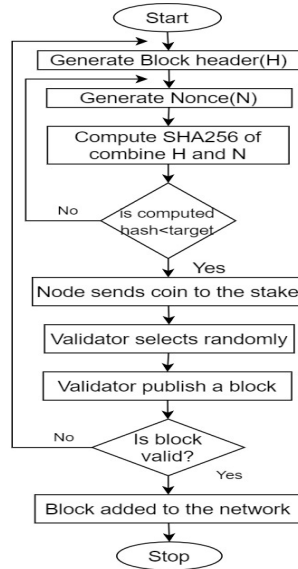 Start
Generate Block header(H)
Generate Nonce(N)
Compute SHA256 of
combine H and N
No
is computed
hash<target
Yes
Node sends coin to the stake
Validator selects randomly
Validator publish a block
No
Is block
valid?
Yes
Block added to the network
Stop